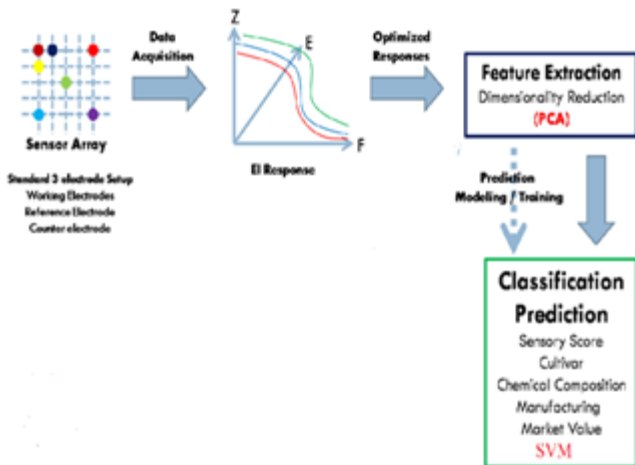 Sensor Array
Standard 3 electrode Setup
Working Electrodes
Reference Electrode
Counter electrode
Data
Acquisition
Z
E
F
EI Response
Optimized
Responses
Feature Extraction
Dimensionality Reduction
(PCA)
Prediction
Modeling / Training
Classification
Prediction
Sensory Score
Cultivar
Chemical Composition
Manufacturing
Market Value
SVM